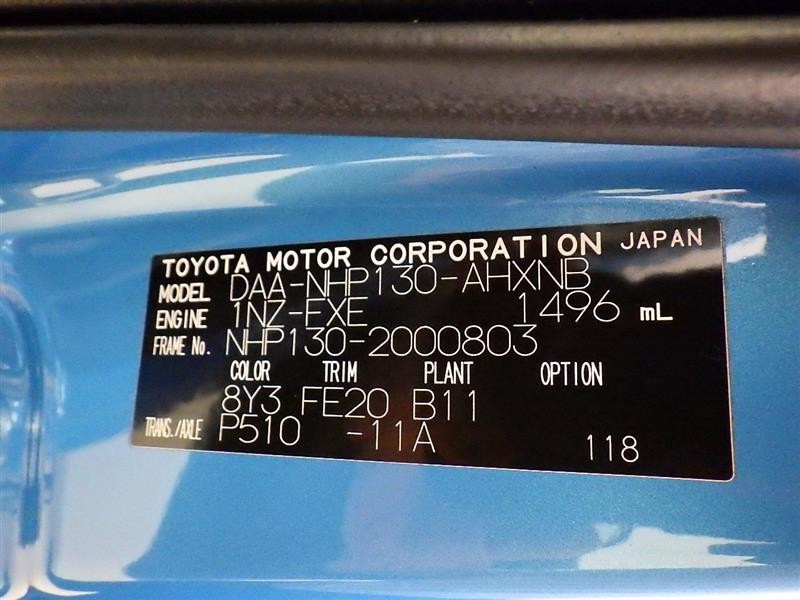 TOYOTA MOTOR CORPORATION JAPAN
MODEL DAA-NHP130-AHXNB
ENGINE 1NZ-FXE 1496 mL
FRAME No. NHP130-2000803
COLOR TRIM PLANT OPTION
8Y3 FE20 B11
TRANS./AXLE P510 -11A 118